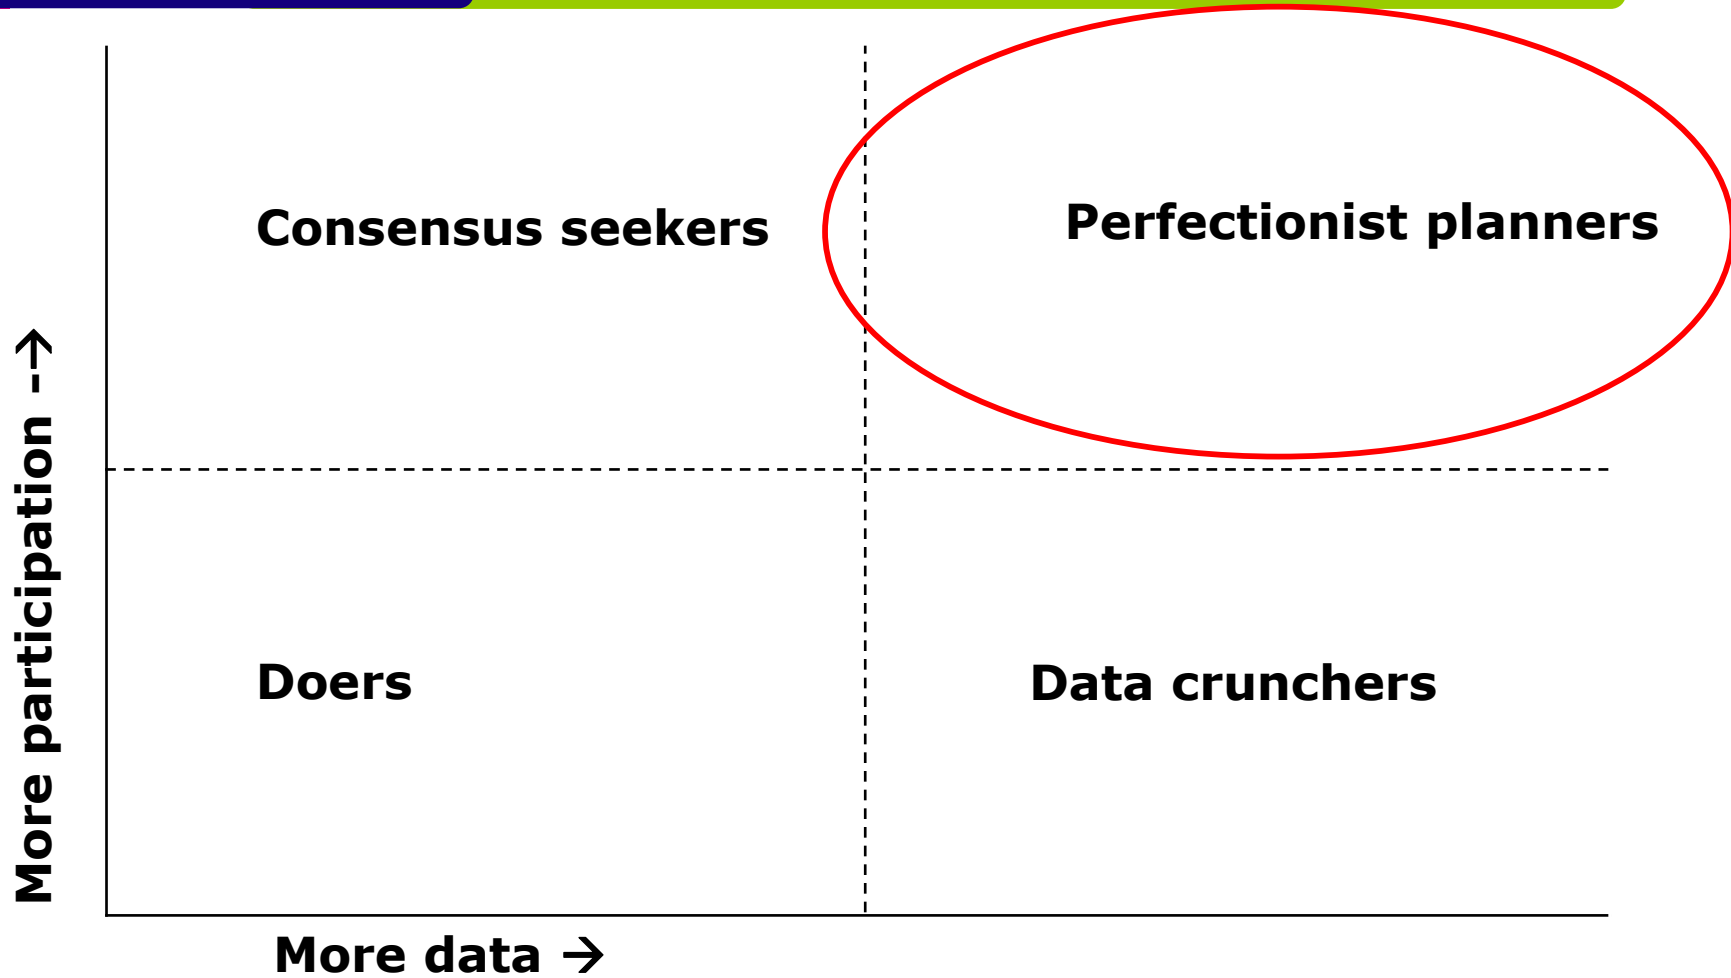 Consensus seekers
Perfectionist planners
More participation -→
Doers
Data crunchers
More data →